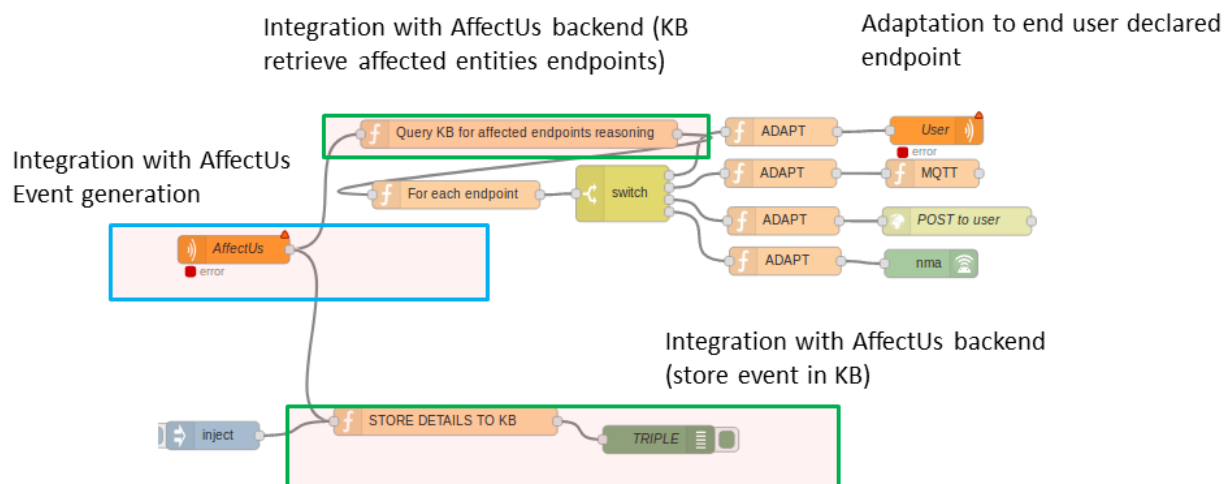 Integration with AffectUs backend (KB
retrieve affected entities endpoints)
Adaptation to end user declared
endpoint
Integration with AffectUs
Event generation
Query KB for affected endpoints reasoning
ADAPT
User
error
For each endpoint
switch
ADAPT
MQTT
ADAPT
POST to user
ADAPT
nma
AffectUs
error
Integration with AffectUs backend
(store event in KB)
inject
STORE DETAILS TO KB
TRIPLE